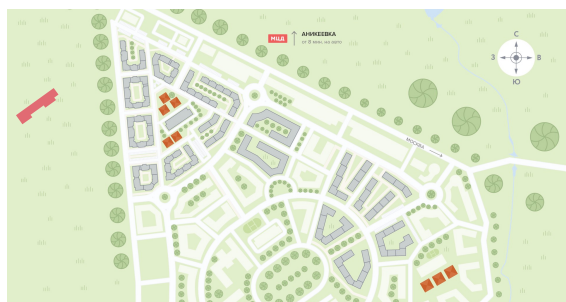 МЦД ↑ АНИКЕЕВКА
от 8 мин. на авто
С
З В
Ю
МОСКВА →